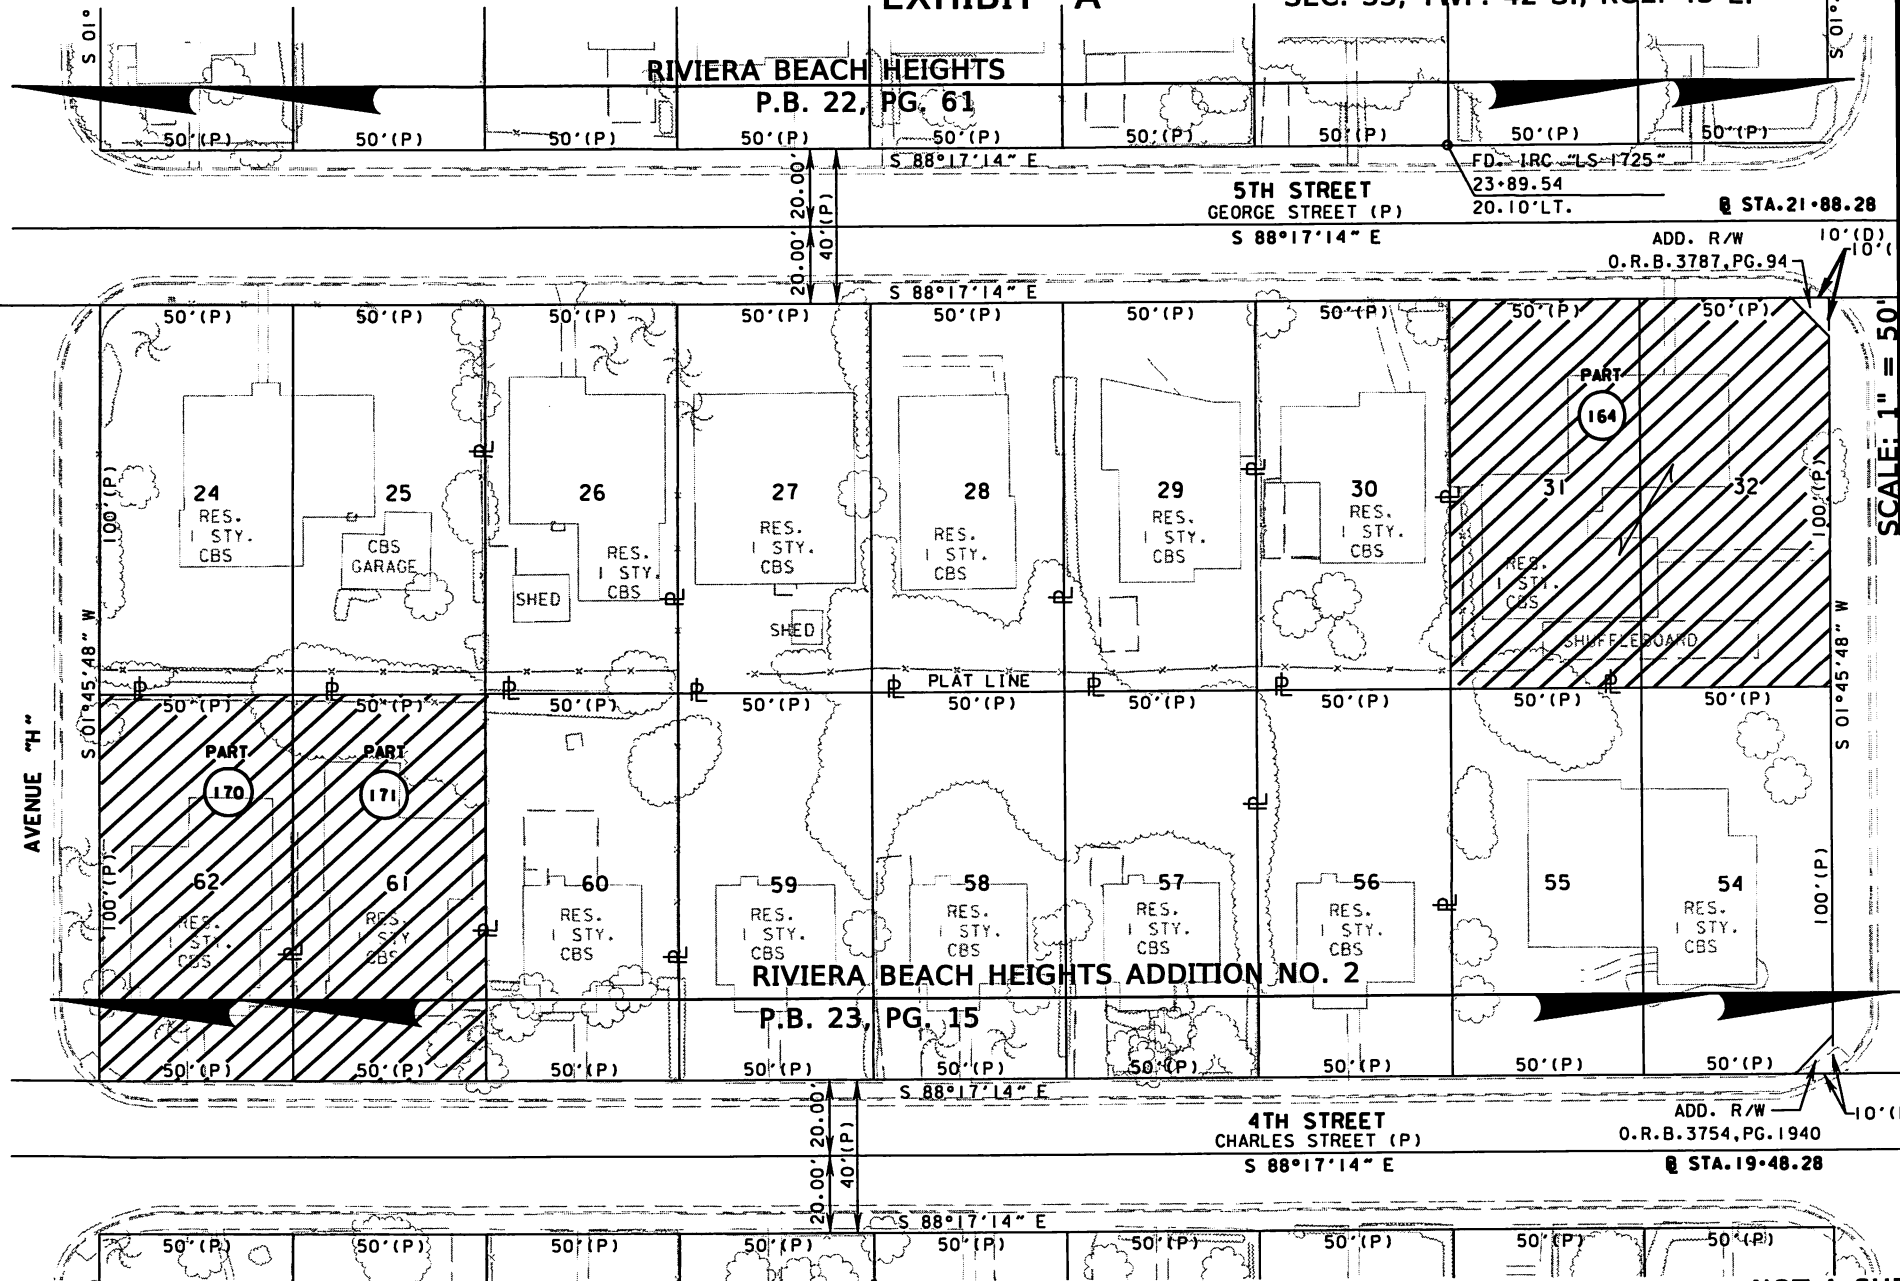 EXHIBIT "A"
S 01°
S 01°
RIVIERA BEACH HEIGHTS
P.B. 22, PG. 61
50'(P) 50'(P) 50'(P) 50'(P) 50'(P) 50'(P) 50'(P) 50'(P) 50'(P)
S 88°17'14" E
FD. IRC "LS 1725"
23+89.54
20.10'LT.
5TH STREET
GEORGE STREET (P)
S 88°17'14" E
20.00'
20.00'
40'(P)
STA.21+88.28
ADD. R/W
O.R.B.3787,PG.94
10'(D)
10'(
S 88°17'14" E
50'(P) 50'(P) 50'(P) 50'(P) 50'(P) 50'(P) 50'(P) 50'(P) 50'(P)
SCALE: 1" = 50'
PART
164
100'(P)
24
RES.
1 STY.
CBS
25
CBS
GARAGE
26
RES.
1 STY.
CBS
SHED
27
RES.
1 STY.
CBS
SHED
28
RES.
1 STY.
CBS
29
RES.
1 STY.
CBS
30
RES.
1 STY.
CBS
31
RES.
1 STY.
CBS
32
100'(P)
SHUFFLEBOARD
S 01°45'48" W
S 01°45'48" W
PLAT LINE
50'(P) 50'(P) 50'(P) 50'(P) 50'(P) 50'(P) 50'(P) 50'(P) 50'(P)
AVENUE "H"
PART
170
PART
171
100'(P)
62
RES.
1 STY.
CBS
61
RES.
1 STY.
CBS
60
RES.
1 STY.
CBS
59
RES.
1 STY.
CBS
58
RES.
1 STY.
CBS
57
RES.
1 STY.
CBS
56
RES.
1 STY.
CBS
55
54
RES.
1 STY.
CBS
100'(P)
RIVIERA BEACH HEIGHTS ADDITION NO. 2
P.B. 23, PG. 15
50'(P) 50'(P) 50'(P) 50'(P) 50'(P) 50'(P) 50'(P) 50'(P) 50'(P)
S 88°17'14" E
20.00'
20.00'
40'(P)
4TH STREET
CHARLES STREET (P)
S 88°17'14" E
ADD. R/W
O.R.B.3754,PG.1940
10'(
STA.19+48.28
S 88°17'14" E
50'(P) 50'(P) 50'(P) 50'(P) 50'(P) 50'(P) 50'(P) 50'(P) 50'(P)